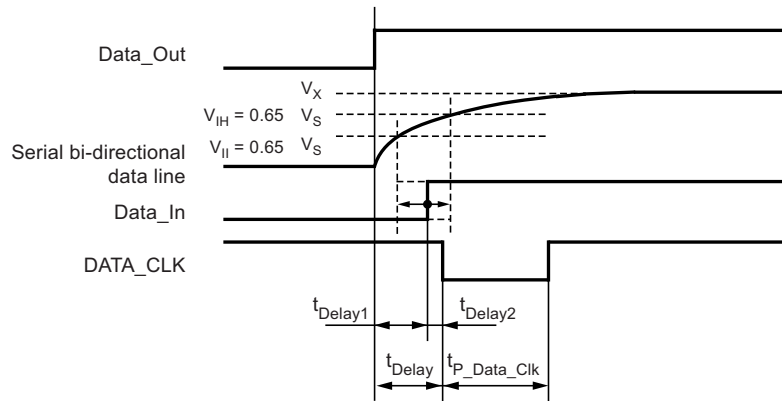 Data_Out
V_X
V_IH = 0.65 V_S
V_Il = 0.65 V_S
Serial bi-directional
data line
Data_In
DATA_CLK
t_Delay1
t_Delay2
t_Delay
t_P_Data_Clk